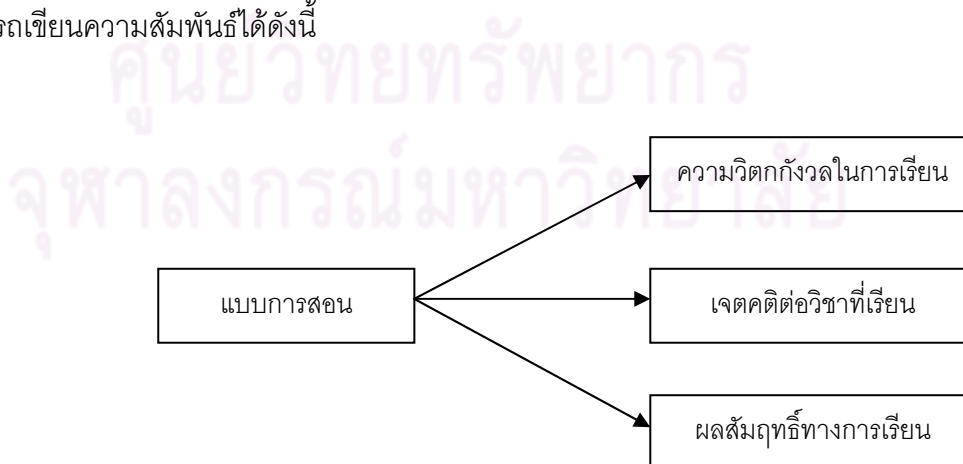 รถเขียนความสัมพันธ์ได้ดังนี้
ศูนย์วิทยทรัพยากร
จุฬาลงกรณ์มหาวิทยาลัย
ความวิตกกังวลในการเรียน
แบบการสอน
เจตคติต่อวิชาที่เรียน
ผลสัมฤทธิ์ทางการเรียน